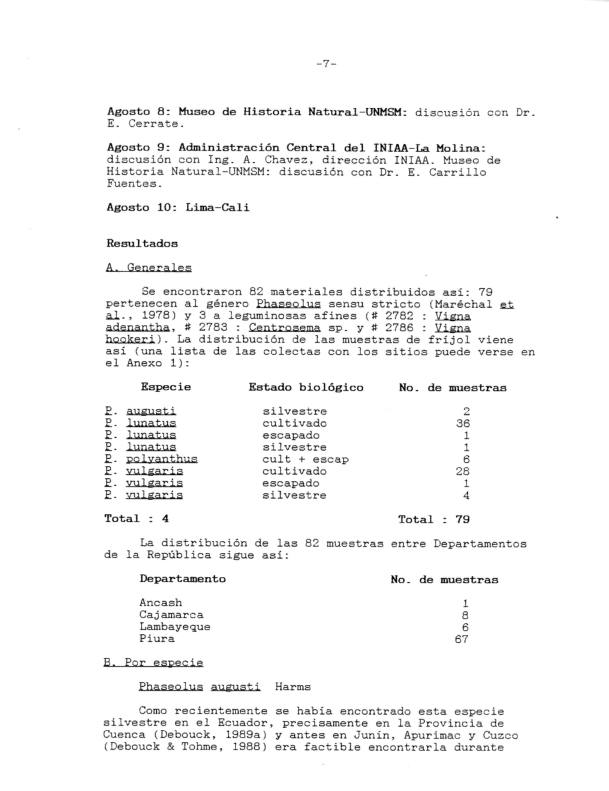 -7-
Agosto 8: Museo de Historia Natural-UNMSM: discusión con Dr.
E. Cerrate.
Agosto 9: Administración Central del INIAA-La Molina:
discusión con Ing. A. Chavez, dirección INIAA. Museo de
Historia Natural-UNMSM: discusión con Dr. E. Carrillo
Fuentes.
Agosto 10: Lima-Cali
Resultados
A. Generales
Se encontraron 82 materiales distribuidos así: 79
pertenecen al género Phaseolus sensu stricto (Maréchal et
al., 1978) y 3 a leguminosas afines (# 2782 : Vigna
adenantha, # 2783 : Centrosema sp. y # 2786 : Vigna
hookeri). La distribución de las muestras de frijol viene
así (una lista de las colectas con los sitios puede verse en
el Anexo 1):
Especie Estado biológico No. de muestras
P. augusti silvestre 2
P. lunatus cultivado 36
P. lunatus escapado 1
P. lunatus silvestre 1
P. polyanthus cult + escap 6
P. vulgaris cultivado 28
P. vulgaris escapado 1
P. vulgaris silvestre 4
Total : 4 Total : 79
La distribución de las 82 muestras entre Departamentos
de la República sigue así:
Departamento No. de muestras
Ancash 1
Cajamarca 8
Lambayeque 6
Piura 67
B. Por especie
Phaseolus augusti Harms
Como recientemente se había encontrado esta especie
silvestre en el Ecuador, precisamente en la Provincia de
Cuenca (Debouck, 1989a) y antes en Junín, Apurimac y Cuzco
(Debouck & Tohme, 1988) era factible encontrarla durante